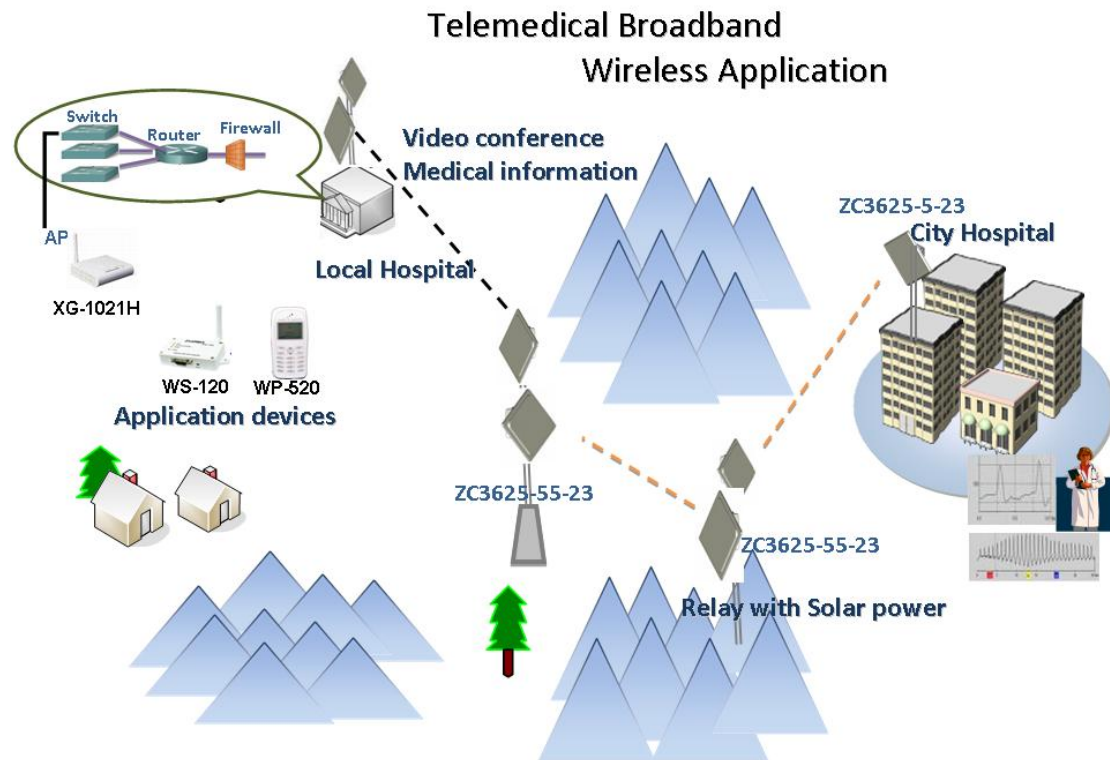 Telemedical Broadband
Wireless Application
Switch
Router
Firewall
Video conference
Medical information
ZC3625-5-23
City Hospital
AP
Local Hospital
XG-1021H
WS-120
WP-520
Application devices
ZC3625-55-23
ZC3625-55-23
Relay with Solar power